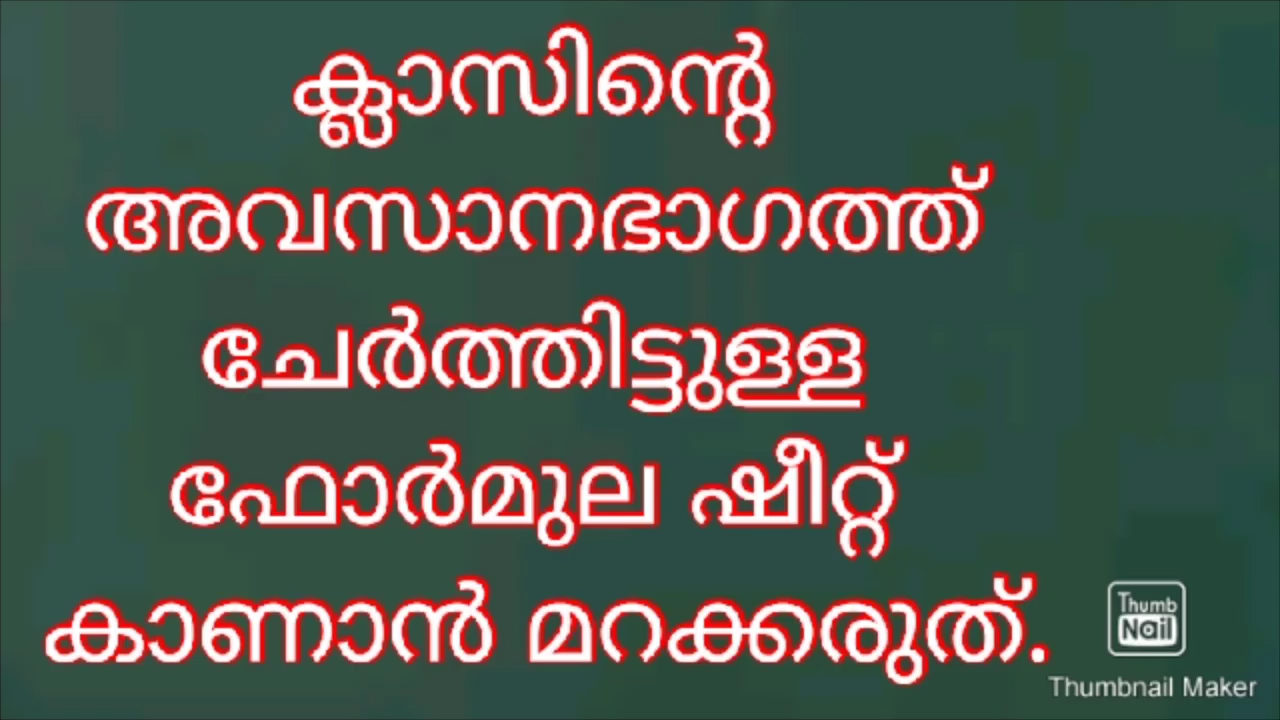 ക്ലാസിന്റെ
അവസാനഭാഗത്ത്
ചേർത്തിട്ടുള്ള
ഫോർമുല ഷീറ്റ്
കാണാൻ മറക്കരുത്.
Thumb
Nail
Thumbnail Maker